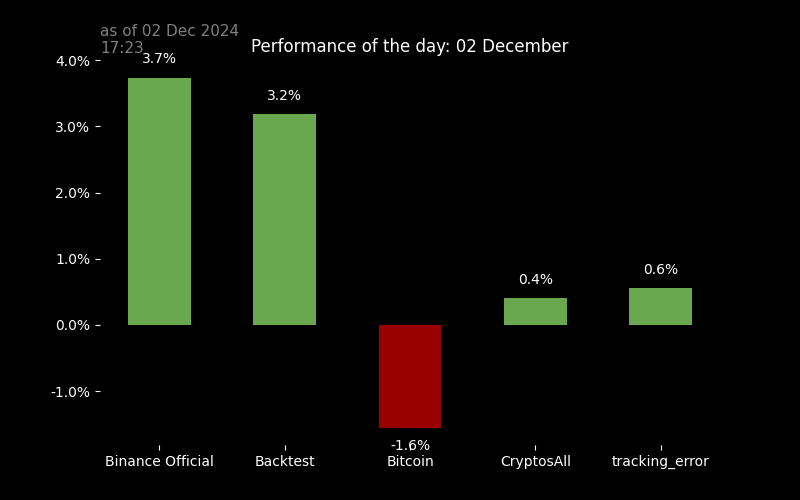 as of 02 Dec 2024
17:23
Performance of the day: 02 December
4.0%
3.0%
2.0%
1.0%
0.0%
-1.0%
3.7%
3.2%
-1.6%
0.4%
0.6%
Binance Official
Backtest
Bitcoin
CryptosAll
tracking_error